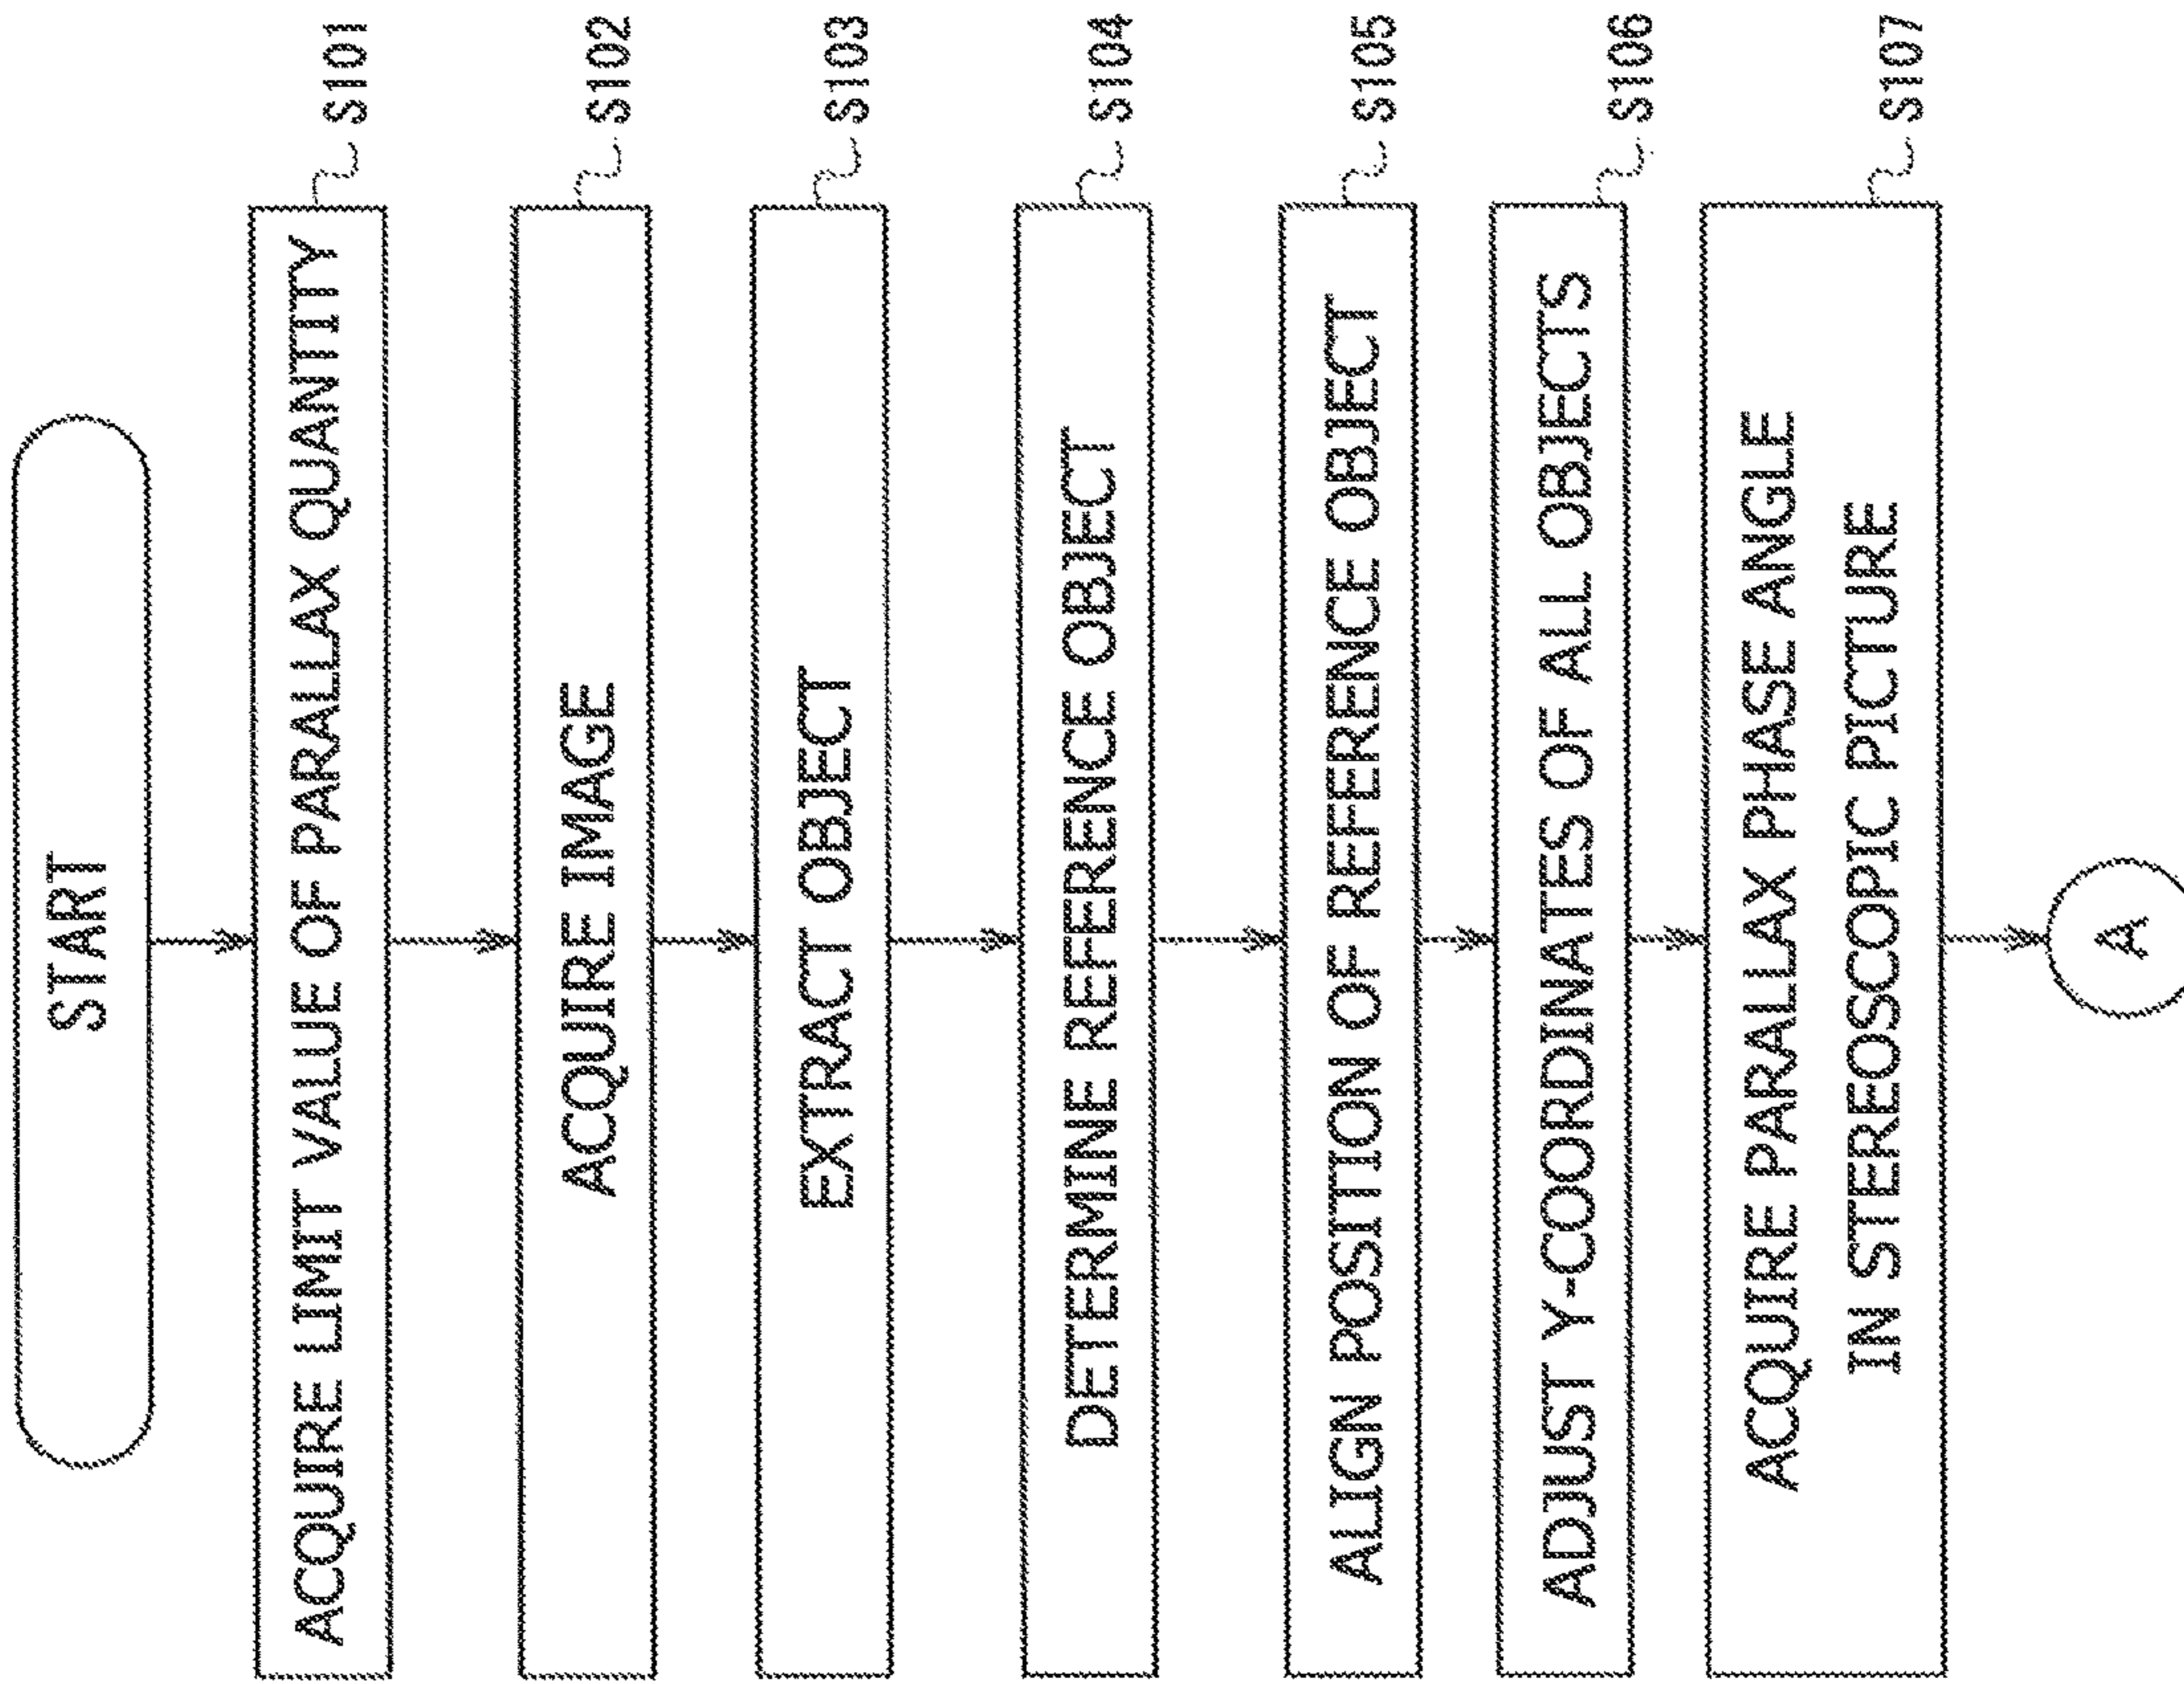 START
ACQUIRE LIMIT VALUE OF PARALLAX QUANTITY
S101
ACQUIRE IMAGE
S102
EXTRACT OBJECT
S103
DETERMINE REFERENCE OBJECT
S104
ALIGN POSITION OF REFERENCE OBJECT
S105
ADJUST Y-COORDINATES OF ALL OBJECTS
S106
ACQUIRE PARALLAX PHASE ANGLE
IN STEREOSCOPIC PICTURE
S107
A